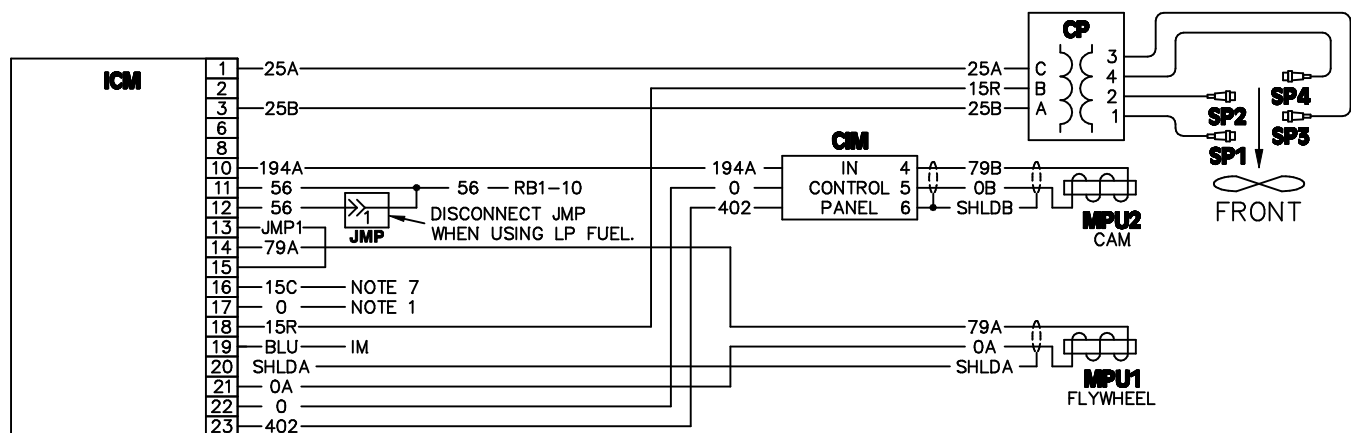 CP
ICM
1 25A 25A C 3
2 15R B 4
3 25B 25B A 2
6 1
8
SP4
SP2
SP3
SP1
CIM
10 194A 194A IN 4 79B
11 56 56 RB1-10 0 CONTROL 5 0B
12 56 1 DISCONNECT JMP 402 PANEL 6 SHLDB
13 JMP1 JMP WHEN USING LP FUEL.
MPU2
CAM
FRONT
14 79A
15
16 15C NOTE 7
17 0 NOTE 1
18 15R 79A
19 BLU IM 0A
20 SHLDA SHLDA
21 0A
MPU1
FLYWHEEL
22 0
23 402